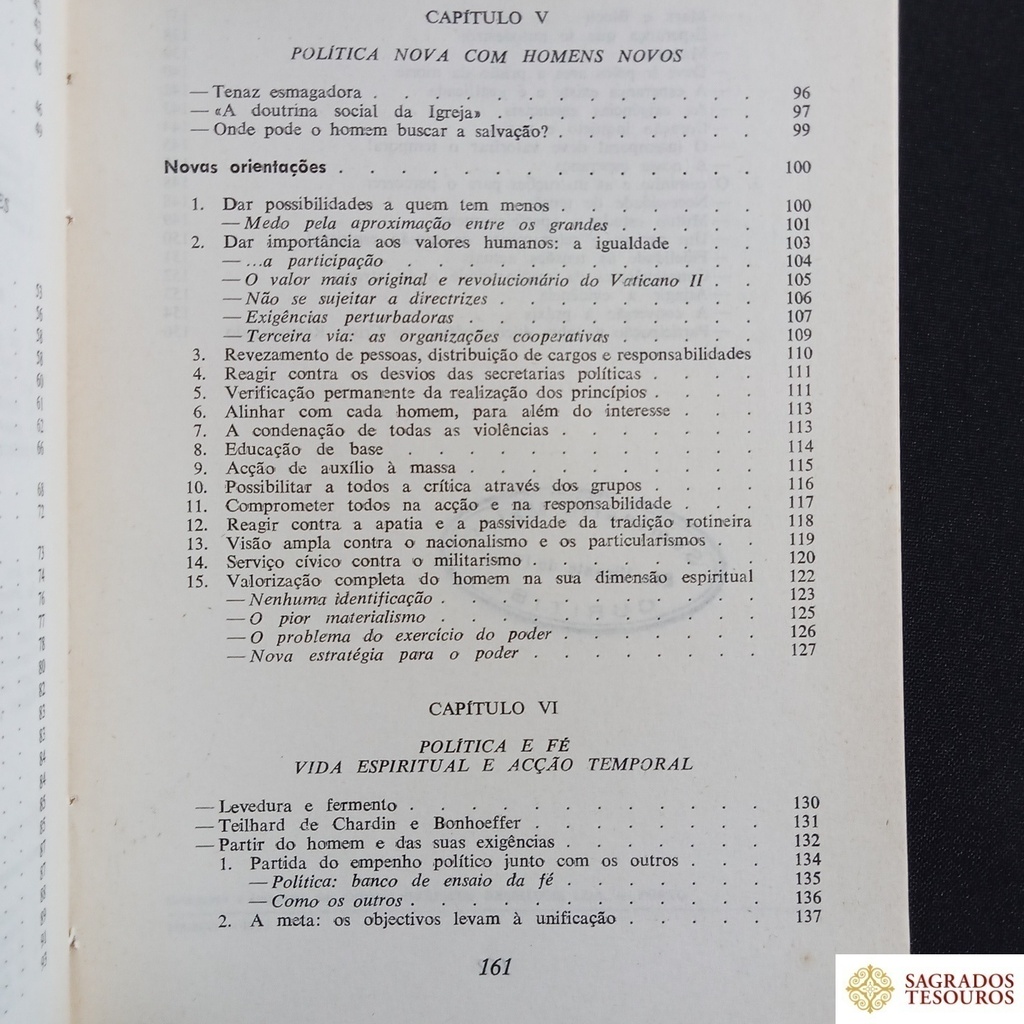 CAPÍTULO V
POLÍTICA NOVA COM HOMENS NOVOS
— Tenaz esmagadora . . . . . . . . . . . . 96
— «A doutrina social da Igreja» . . . . . . . . 97
— Onde pode o homem buscar a salvação? . . . . . . 99
Novas orientações . . . . . . . . . . . . . 100
1. Dar possibilidades a quem tem menos . . . . . . 100
— Medo pela aproximação entre os grandes . . . . 101
2. Dar importância aos valores humanos: a igualdade . . . 103
— ...a participação . . . . . . . . . . 104
— O valor mais original e revolucionário do Vaticano II . . 105
— Não se sujeitar a directrizes . . . . . . . . 106
— Exigências perturbadoras . . . . . . . . . 107
— Terceira via: as organizações cooperativas . . . . 109
3. Revezamento de pessoas, distribuição de cargos e responsabilidades 110
4. Reagir contra os desvios das secretarias políticas . . . . 111
5. Verificação permanente da realização dos princípios . . . . 111
6. Alinhar com cada homem, para além do interesse . . . 113
7. A condenação de todas as violências . . . . . . 113
8. Educação de base . . . . . . . . . . . 114
9. Acção de auxílio à massa . . . . . . . . . 115
10. Possibilitar a todos a crítica através dos grupos . . . . 116
11. Comprometer todos na acção e na responsabilidade . . . 117
12. Reagir contra a apatia e a passividade da tradição rotineira 118
13. Visão ampla contra o nacionalismo e os particularismos . . 119
14. Serviço cívico contra o militarismo . . . . . . . 120
15. Valorização completa do homem na sua dimensão espiritual 122
— Nenhuma identificação . . . . . . . . . . 123
— O pior materialismo . . . . . . . . . . 125
— O problema do exercício do poder . . . . . . 126
— Nova estratégia para o poder . . . . . . . 127
CAPÍTULO VI
POLÍTICA E FÉ
VIDA ESPIRITUAL E ACÇÃO TEMPORAL
— Levedura e fermento . . . . . . . . . . . 130
— Teilhard de Chardin e Bonhoeffer . . . . . . . 131
— Partir do homem e das suas exigências . . . . . . 132
1. Partida do empenho político junto com os outros . . . 134
— Política: banco de ensaio da fé . . . . . . 135
— Como os outros . . . . . . . . . . . 136
2. A meta: os objectivos levam à unificação . . . . . 137
161
SAGRADOS
TESOUROS